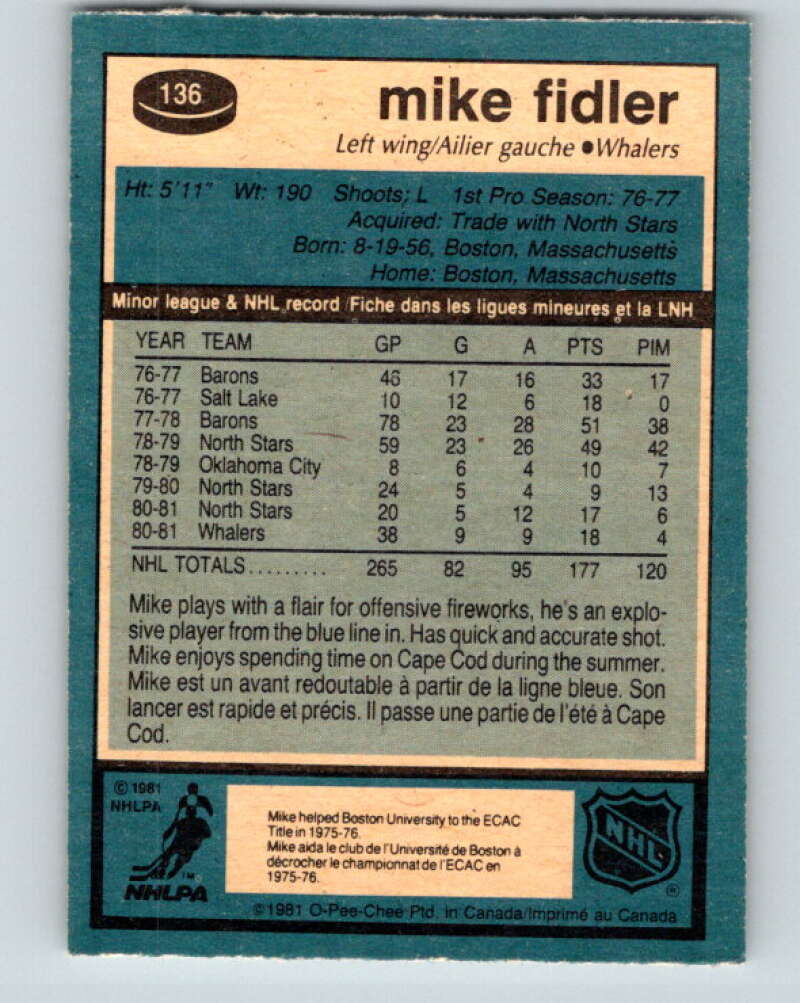 136
mike fidler
Left wing/Ailier gauche ● Whalers
Ht: 5'11" Wt: 190 Shoots; L 1st Pro Season: 76-77
Acquired: Trade with North Stars
Born: 8-19-56, Boston, Massachusetts
Home: Boston, Massachusetts
Minor league & NHL record/Fiche dans les ligues mineures et la LNH
YEAR TEAM GP G A PTS PIM
76-77 Barons 46 17 16 33 17
76-77 Salt Lake 10 12 6 18 0
77-78 Barons 78 23 28 51 38
78-79 North Stars 59 23 26 49 42
78-79 Oklahoma City 8 6 4 10 7
79-80 North Stars 24 5 4 9 13
80-81 North Stars 20 5 12 17 6
80-81 Whalers 38 9 9 18 4
NHL TOTALS......... 265 82 95 177 120
Mike plays with a flair for offensive fireworks, he's an explo-
sive player from the blue line in. Has quick and accurate shot.
Mike enjoys spending time on Cape Cod during the summer.
Mike est un avant redoutable à partir de la ligne bleue. Son
lancer est rapide et précis. Il passe une partie de l'été à Cape
Cod.
© 1981
NHLPA
TM
NHLPA
Mike helped Boston University to the ECAC
Title in 1975-76.
Mike aida le club de l'Université de Boston à
décrocher le championnat de l'ECAC en
1975-76.
NHL
®
©1981 O-Pee-Chee Ptd. in Canada/Imprimé au Canada